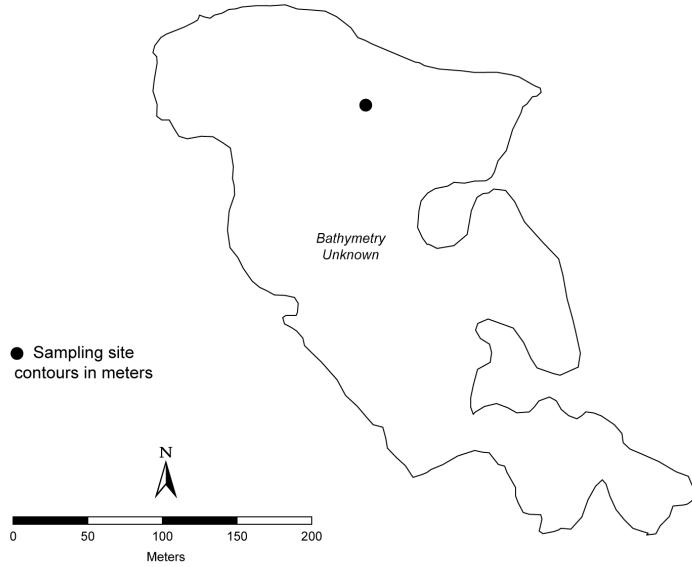 Bathymetry
Unknown
Sampling site
contours in meters
N
0 50 100 150 200
Meters